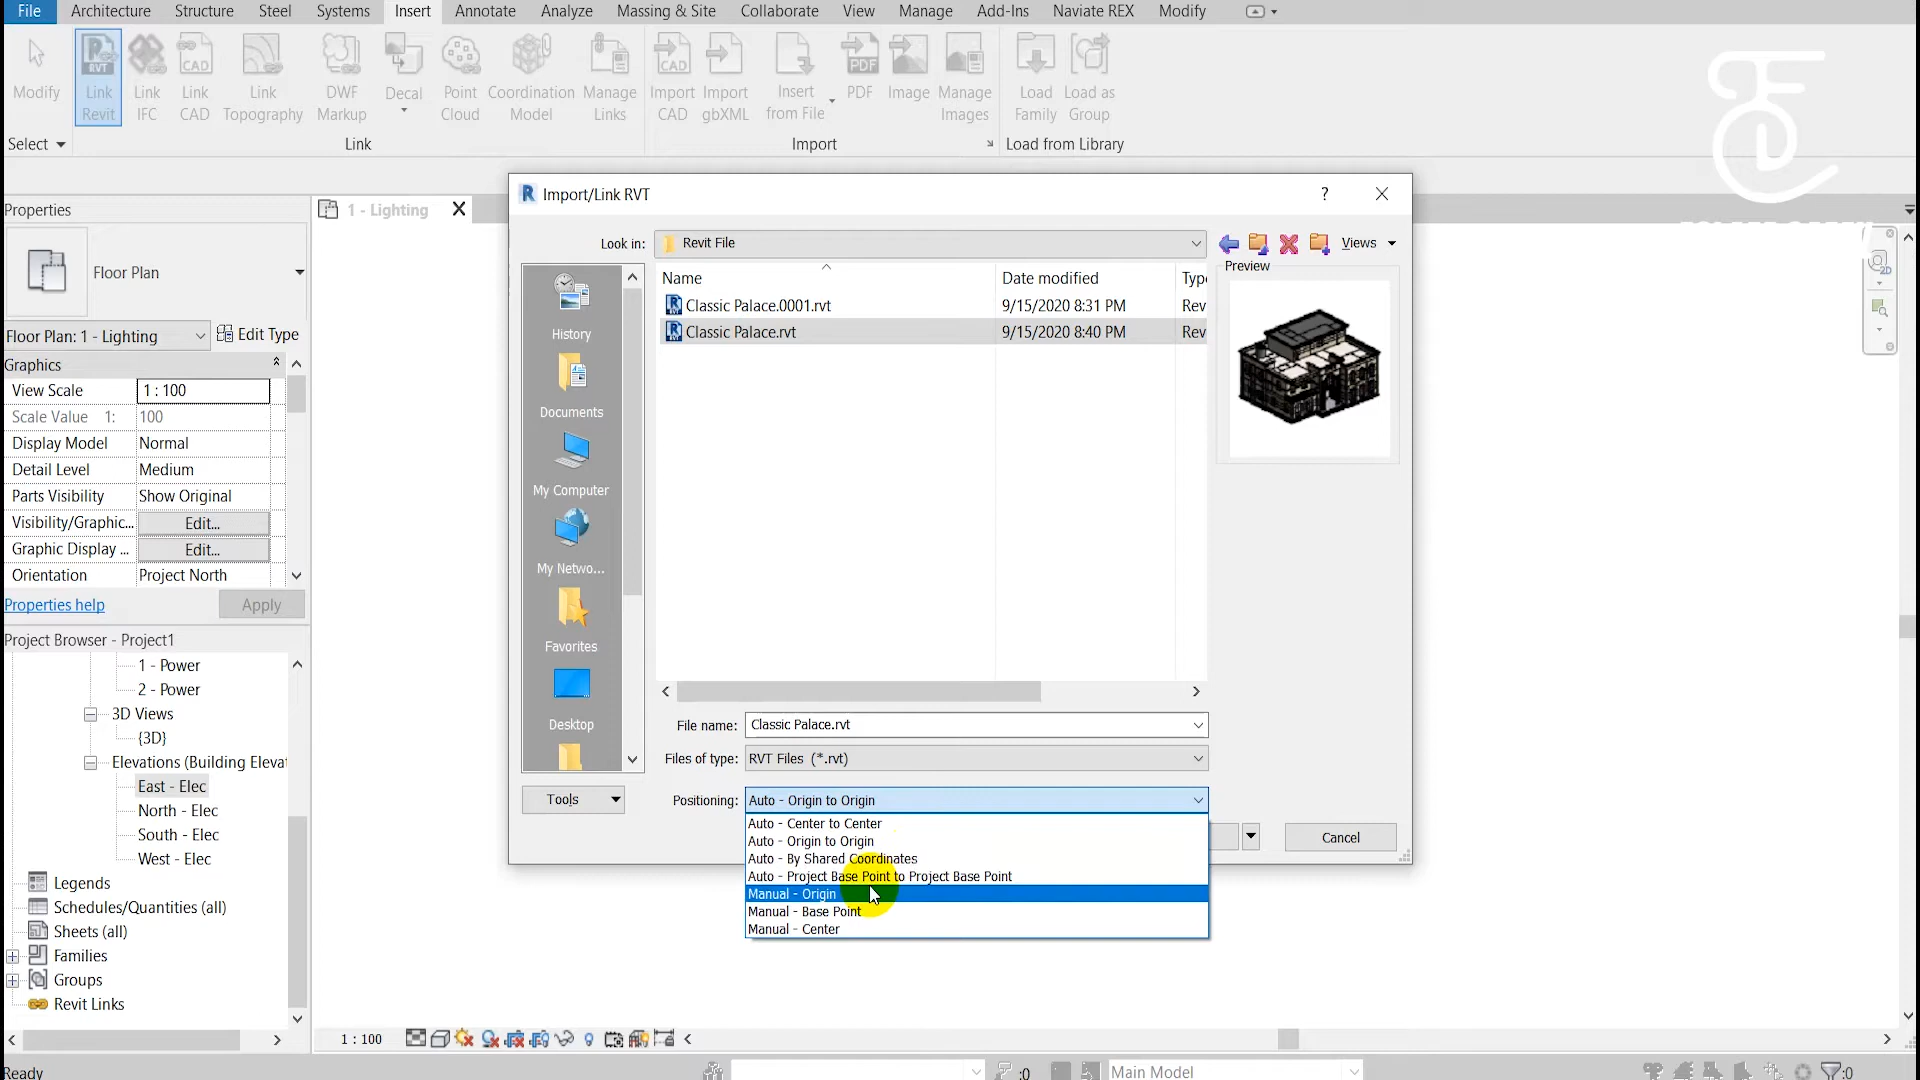 File Architecture Structure Steel Systems Insert Annotate Analyze Massing & Site Collaborate View Manage Add-Ins Naviate REX Modify
Modify
Link Revit
Link IFC
Link CAD
Link Topography
DWF Markup
Decal
Point Cloud
Coordination Model
Manage Links
Import CAD
Import gbXML
Insert from File
PDF
Image
Manage Images
Load Family
Load as Group
Select
Link
Import
Load from Library
Properties
Floor Plan
Floor Plan: 1 - Lighting Edit Type
Graphics
View Scale 1 : 100
Scale Value 1: 100
Display Model Normal
Detail Level Medium
Parts Visibility Show Original
Visibility/Graphic... Edit...
Graphic Display ... Edit...
Orientation Project North
Properties help Apply
Project Browser - Project1
1 - Power
2 - Power
3D Views
{3D}
Elevations (Building Eleva
East - Elec
North - Elec
South - Elec
West - Elec
Legends
Schedules/Quantities (all)
Sheets (all)
Families
Groups
Revit Links
1 - Lighting
Import/Link RVT ?
Look in: Revit File Views
History
Documents
My Computer
My Netwo...
Favorites
Desktop
Name Date modified Type
Classic Palace.0001.rvt 9/15/2020 8:31 PM Rev
Classic Palace.rvt 9/15/2020 8:40 PM Rev
Preview
File name: Classic Palace.rvt
Files of type: RVT Files (*.rvt)
Tools Positioning: Auto - Origin to Origin
Auto - Center to Center
Auto - Origin to Origin
Auto - By Shared Coordinates
Auto - Project Base Point to Project Base Point
Manual - Origin
Manual - Base Point
Manual - Center
Cancel
2D
1 : 100
Ready :0 Main Model :0